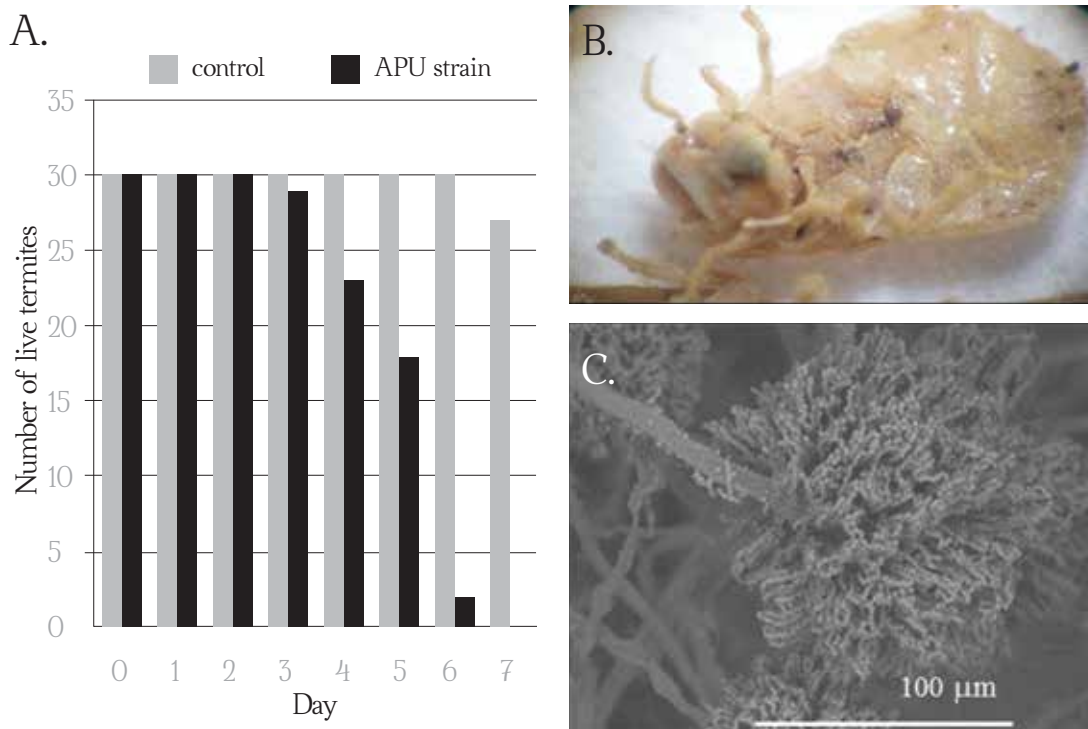 A.
control
APU strain
35
30
25
20
15
10
5
0
Number of live termites
0 1 2 3 4 5 6 7
Day
B.
C.
100 µm